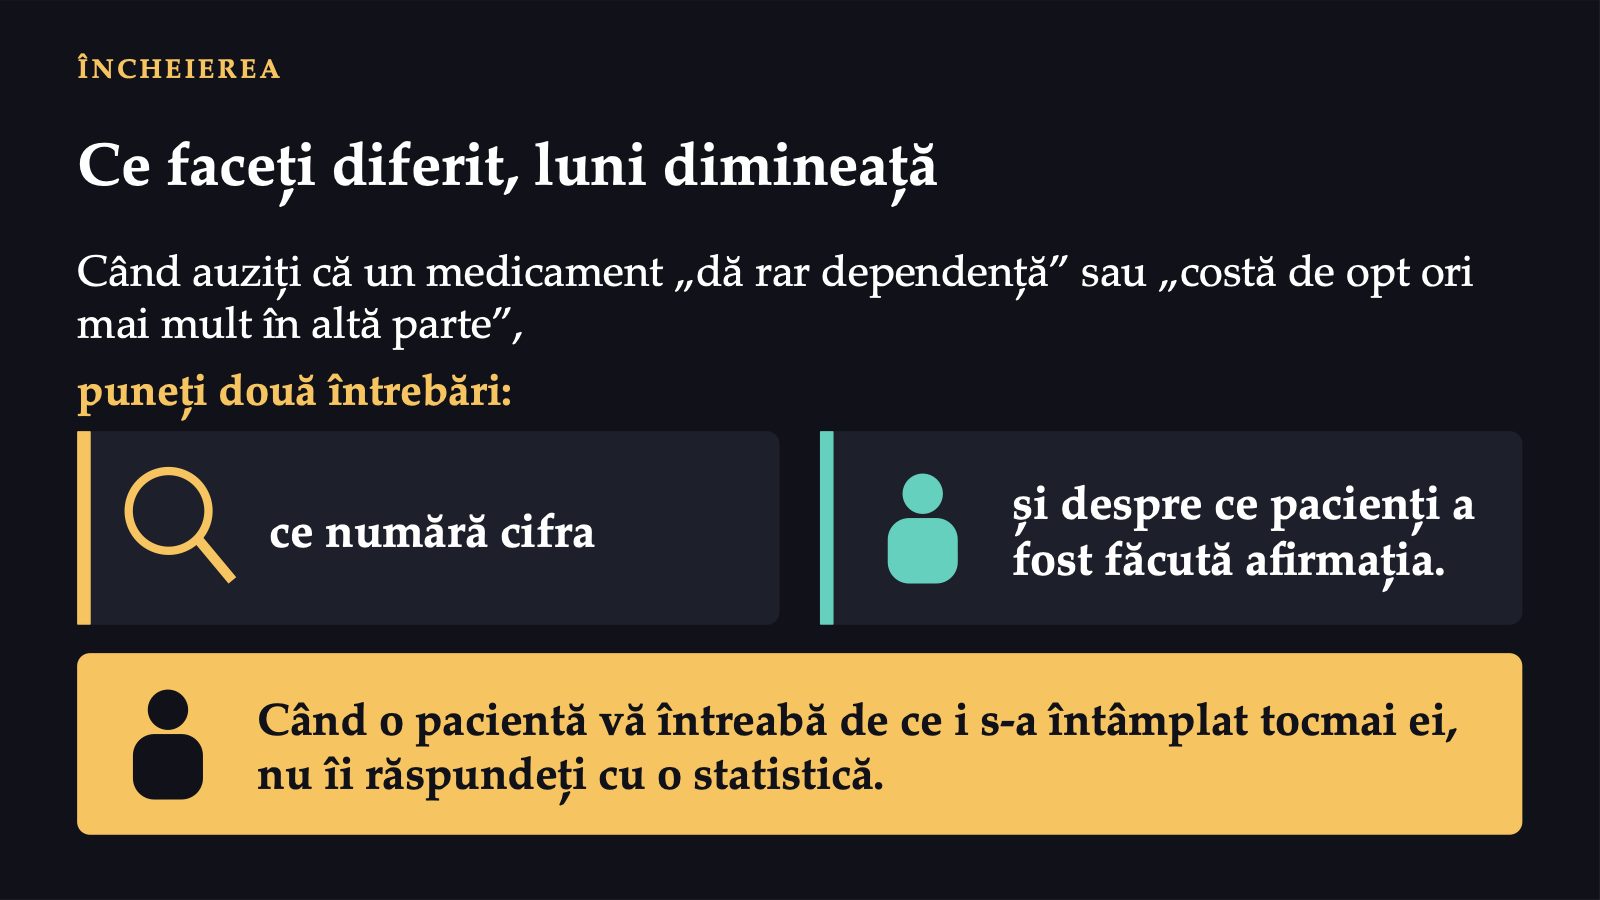 ÎNCHEIEREA
Ce faceți diferit, luni dimineață
Când auziți că un medicament „dă rar dependență” sau „costă de opt ori
mai mult în altă parte”,
puneți două întrebări:
ce numără cifra
și despre ce pacienți a
fost făcută afirmația.
Când o pacientă vă întreabă de ce i s-a întâmplat tocmai ei,
nu îi răspundeți cu o statistică.